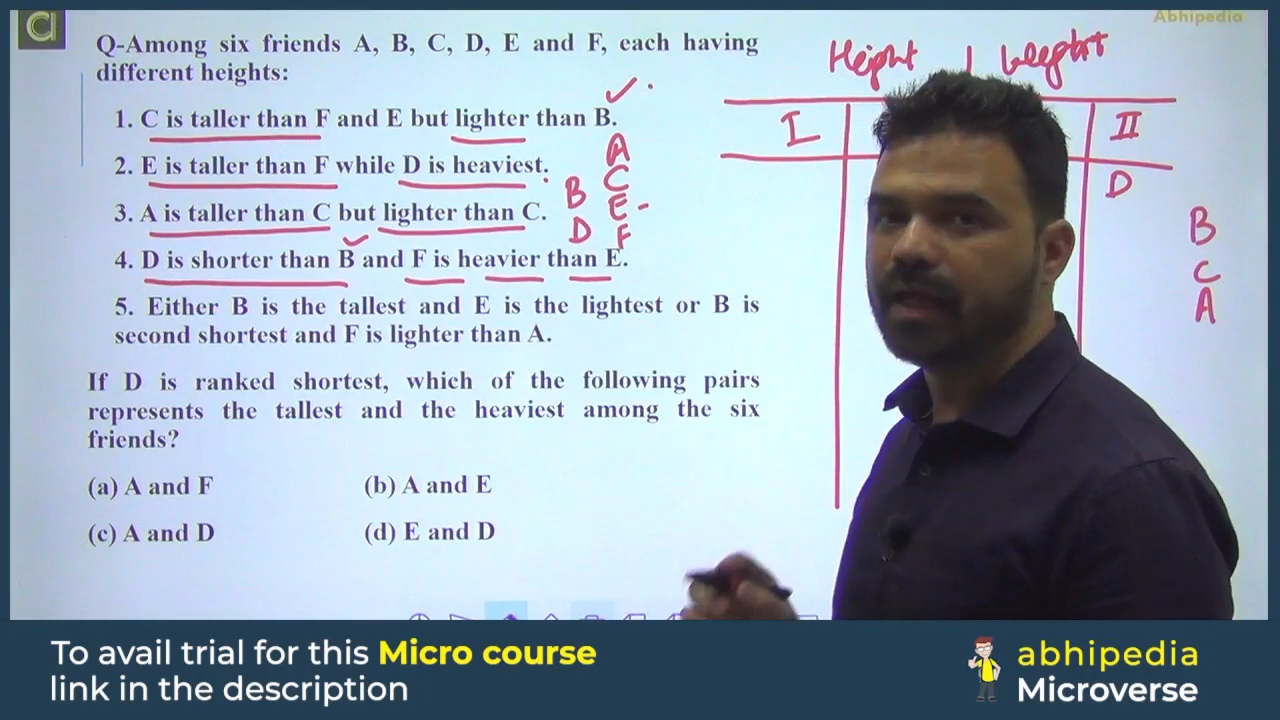 a
Abhipedia
Q-Among six friends A, B, C, D, E and F, each having
different heights:
1. C is taller than F and E but lighter than B.
2. E is taller than F while D is heaviest.
3. A is taller than C but lighter than C.
4. D is shorter than B and F is heavier than E.
5. Either B is the tallest and E is the lightest or B is
second shortest and F is lighter than A.
If D is ranked shortest, which of the following pairs
represents the tallest and the heaviest among the six
friends?
(a) A and F
(b) A and E
(c) A and D
(d) E and D
A
C
E
F
B
D
Height
Weight
I
II
D
B
C
A
To avail trial for this Micro course
link in the description
abhipedia
Microverse